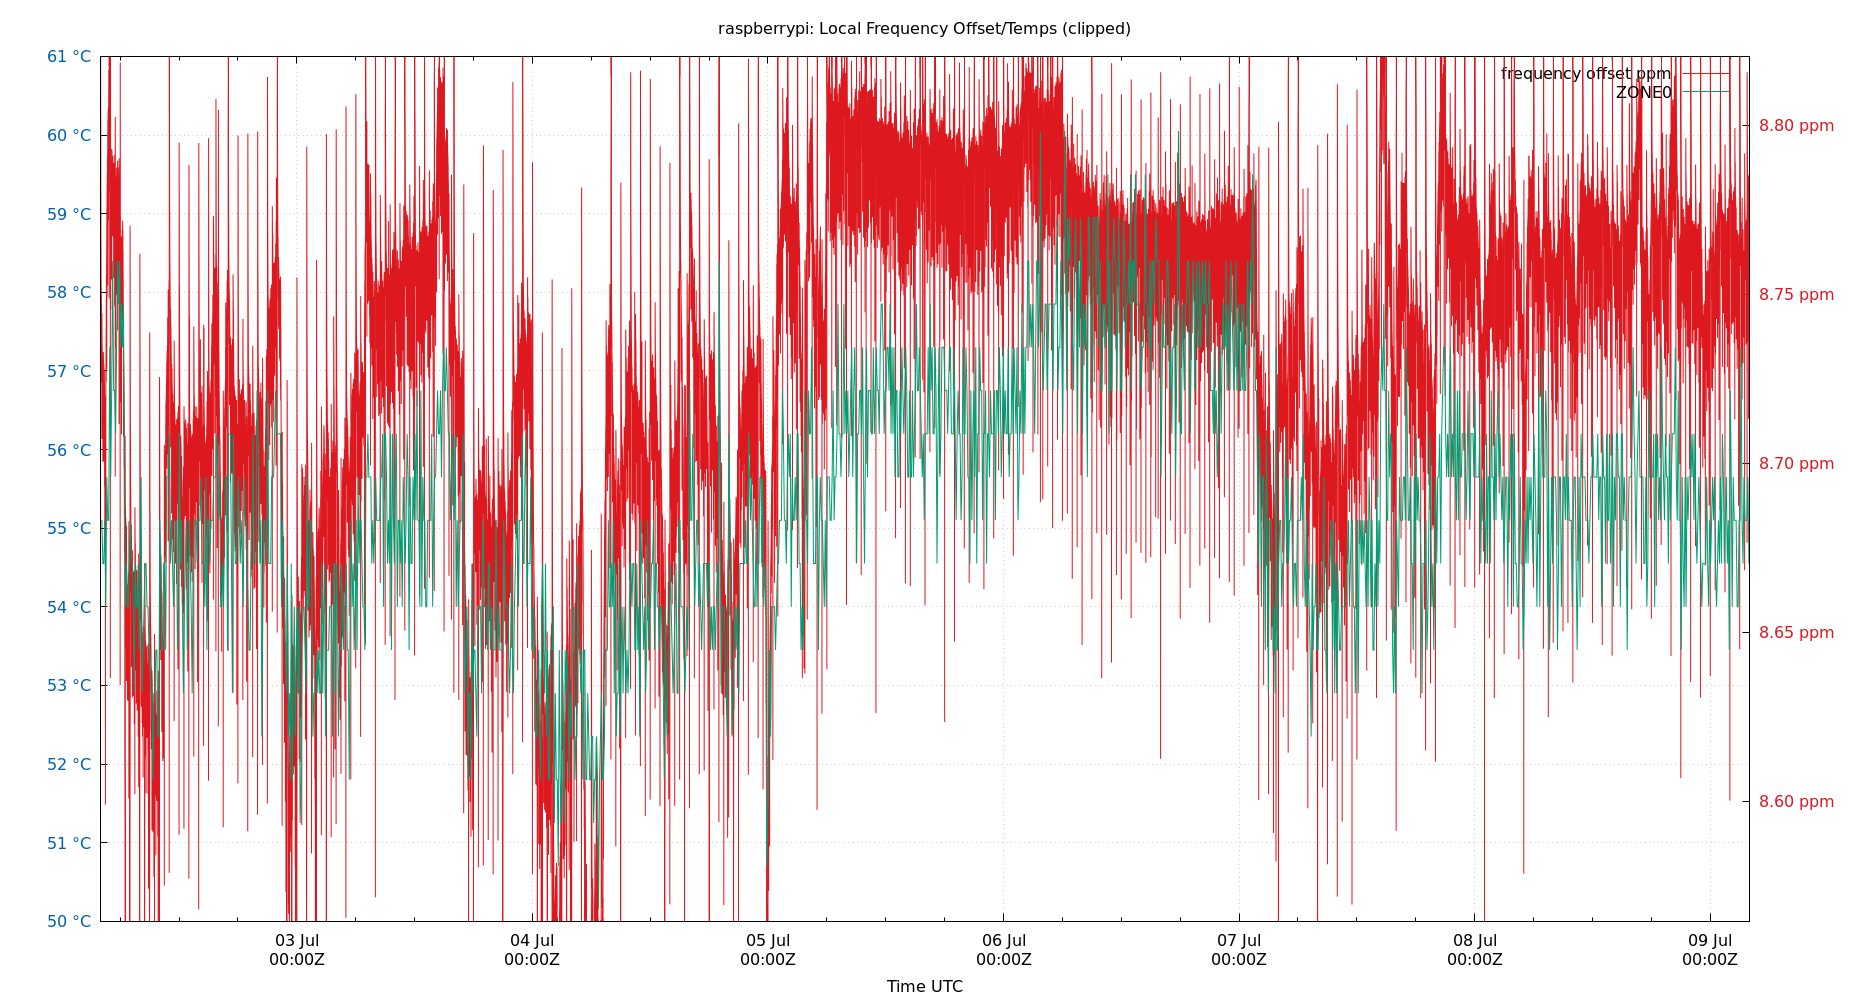 raspberrypi: Local Frequency Offset/Temps (clipped)
frequency offset ppm
ZONE0
61 °C
60 °C
59 °C
58 °C
57 °C
56 °C
55 °C
54 °C
53 °C
52 °C
51 °C
50 °C
8.80 ppm
8.75 ppm
8.70 ppm
8.65 ppm
8.60 ppm
03 Jul
00:00Z
04 Jul
00:00Z
05 Jul
00:00Z
06 Jul
00:00Z
07 Jul
00:00Z
08 Jul
00:00Z
09 Jul
00:00Z
Time UTC